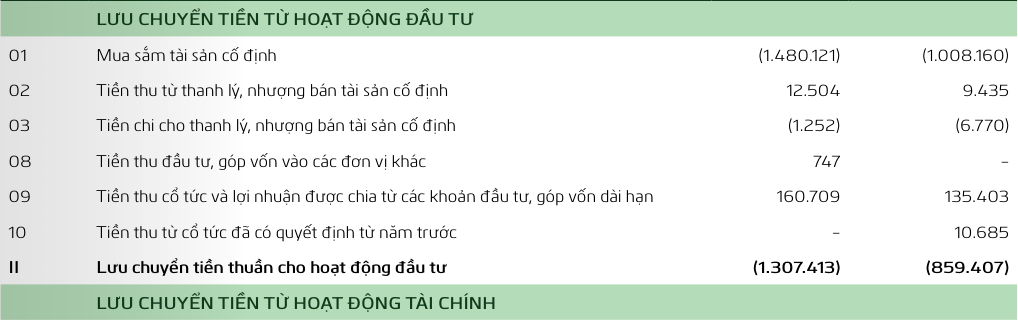 LƯU CHUYỂN TIỀN TỪ HOẠT ĐỘNG ĐẦU TƯ
01 Mua sắm tài sản cố định (1.480.121) (1.008.160)
02 Tiền thu từ thanh lý, nhượng bán tài sản cố định 12.504 9.435
03 Tiền chi cho thanh lý, nhượng bán tài sản cố định (1.252) (6.770)
08 Tiền thu đầu tư, góp vốn vào các đơn vị khác 747 –
09 Tiền thu cổ tức và lợi nhuận được chia từ các khoản đầu tư, góp vốn dài hạn 160.709 135.403
10 Tiền thu từ cổ tức đã có quyết định từ năm trước – 10.685
II Lưu chuyển tiền thuần cho hoạt động đầu tư (1.307.413) (859.407)
LƯU CHUYỂN TIỀN TỪ HOẠT ĐỘNG TÀI CHÍNH